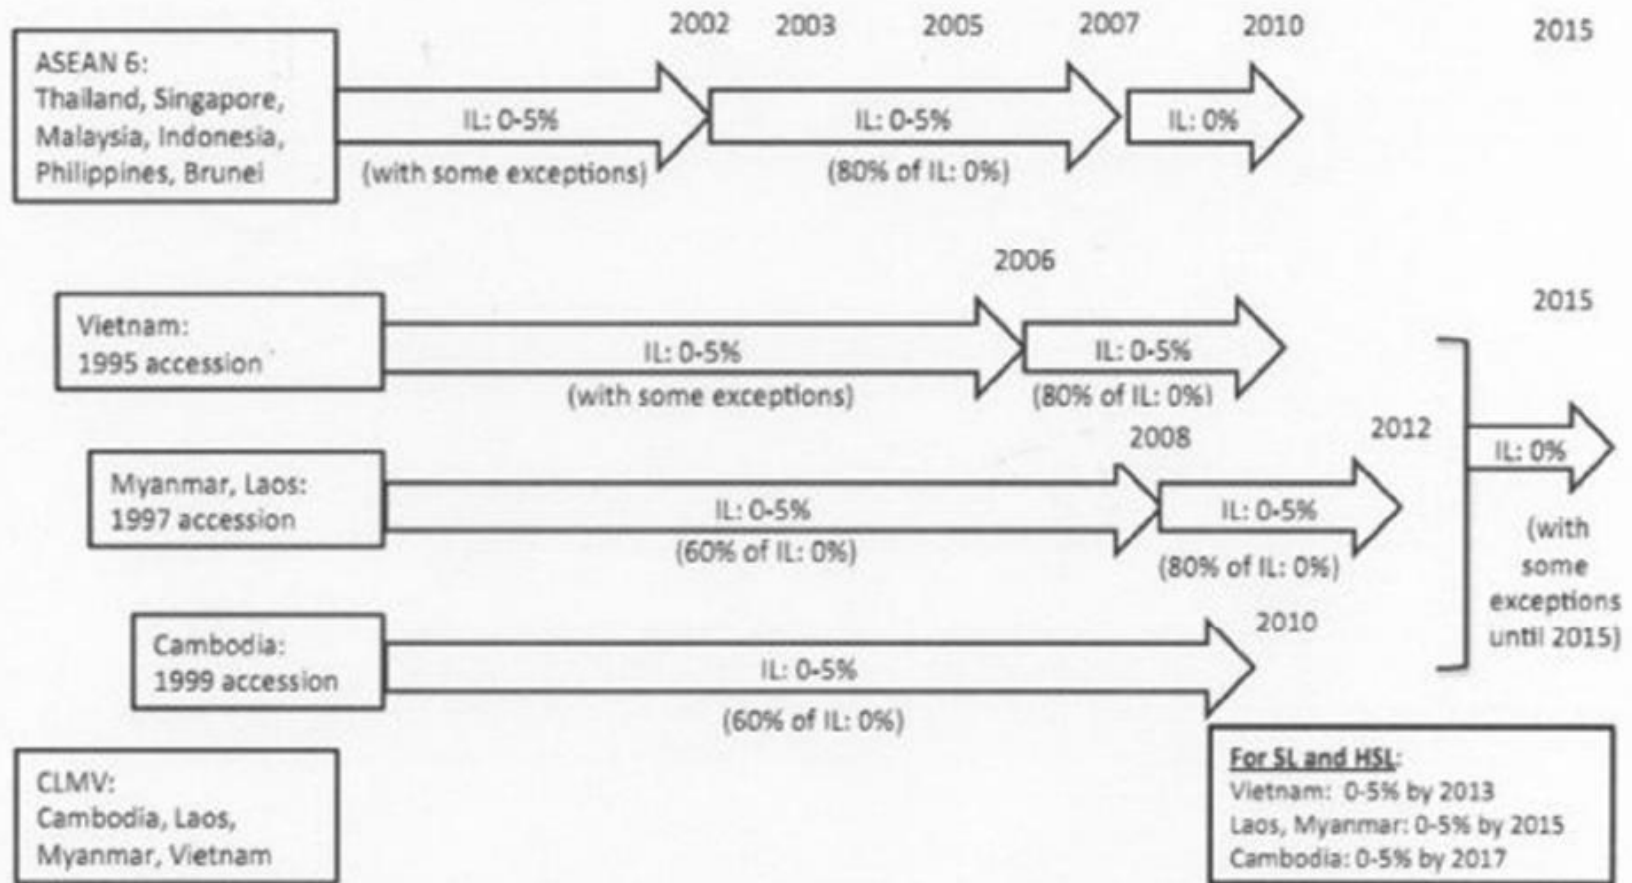 2002 2003 2005 2007 2010 2015
ASEAN 6:
Thailand, Singapore,
Malaysia, Indonesia,
Philippines, Brunei
IL: 0-5%
(with some exceptions)
IL: 0-5%
(80% of IL: 0%)
IL: 0%
2006
2015
Vietnam:
1995 accession
IL: 0-5%
(with some exceptions)
IL: 0-5%
(80% of IL: 0%)
2008
2012
Myanmar, Laos:
1997 accession
IL: 0-5%
(60% of IL: 0%)
IL: 0-5%
(80% of IL: 0%)
IL: 0%
(with
some
exceptions
until 2015)
2010
Cambodia:
1999 accession
IL: 0-5%
(60% of IL: 0%)
CLMV:
Cambodia, Laos,
Myanmar, Vietnam
For SL and HSL:
Vietnam: 0-5% by 2013
Laos, Myanmar: 0-5% by 2015
Cambodia: 0-5% by 2017